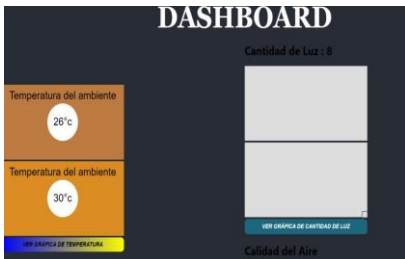 DASHBOARD
Cantidad de Luz : 8
Temperatura del ambiente
26°c
Temperatura del ambiente
30°c
VER GRÁFICA DE CANTIDAD DE LUZ
VER GRÁFICA DE TEMPERATURA
Calidad del Aire